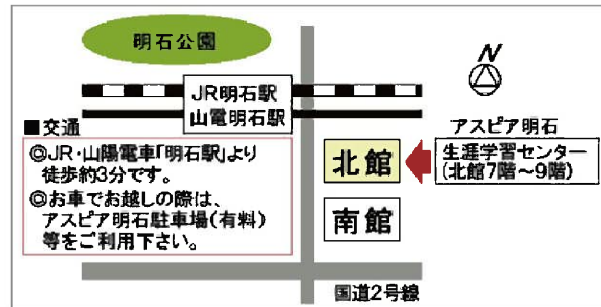 明石公園
N
JR明石駅
山電明石駅
■交通
◎JR・山陽電車「明石駅」より
徒歩約3分です。
◎お車でお越しの際は、
アスピア明石駐車場(有料)
等をご利用下さい。
アスピア明石
北館
生涯学習センター
(北館7階〜9階)
南館
国道2号線